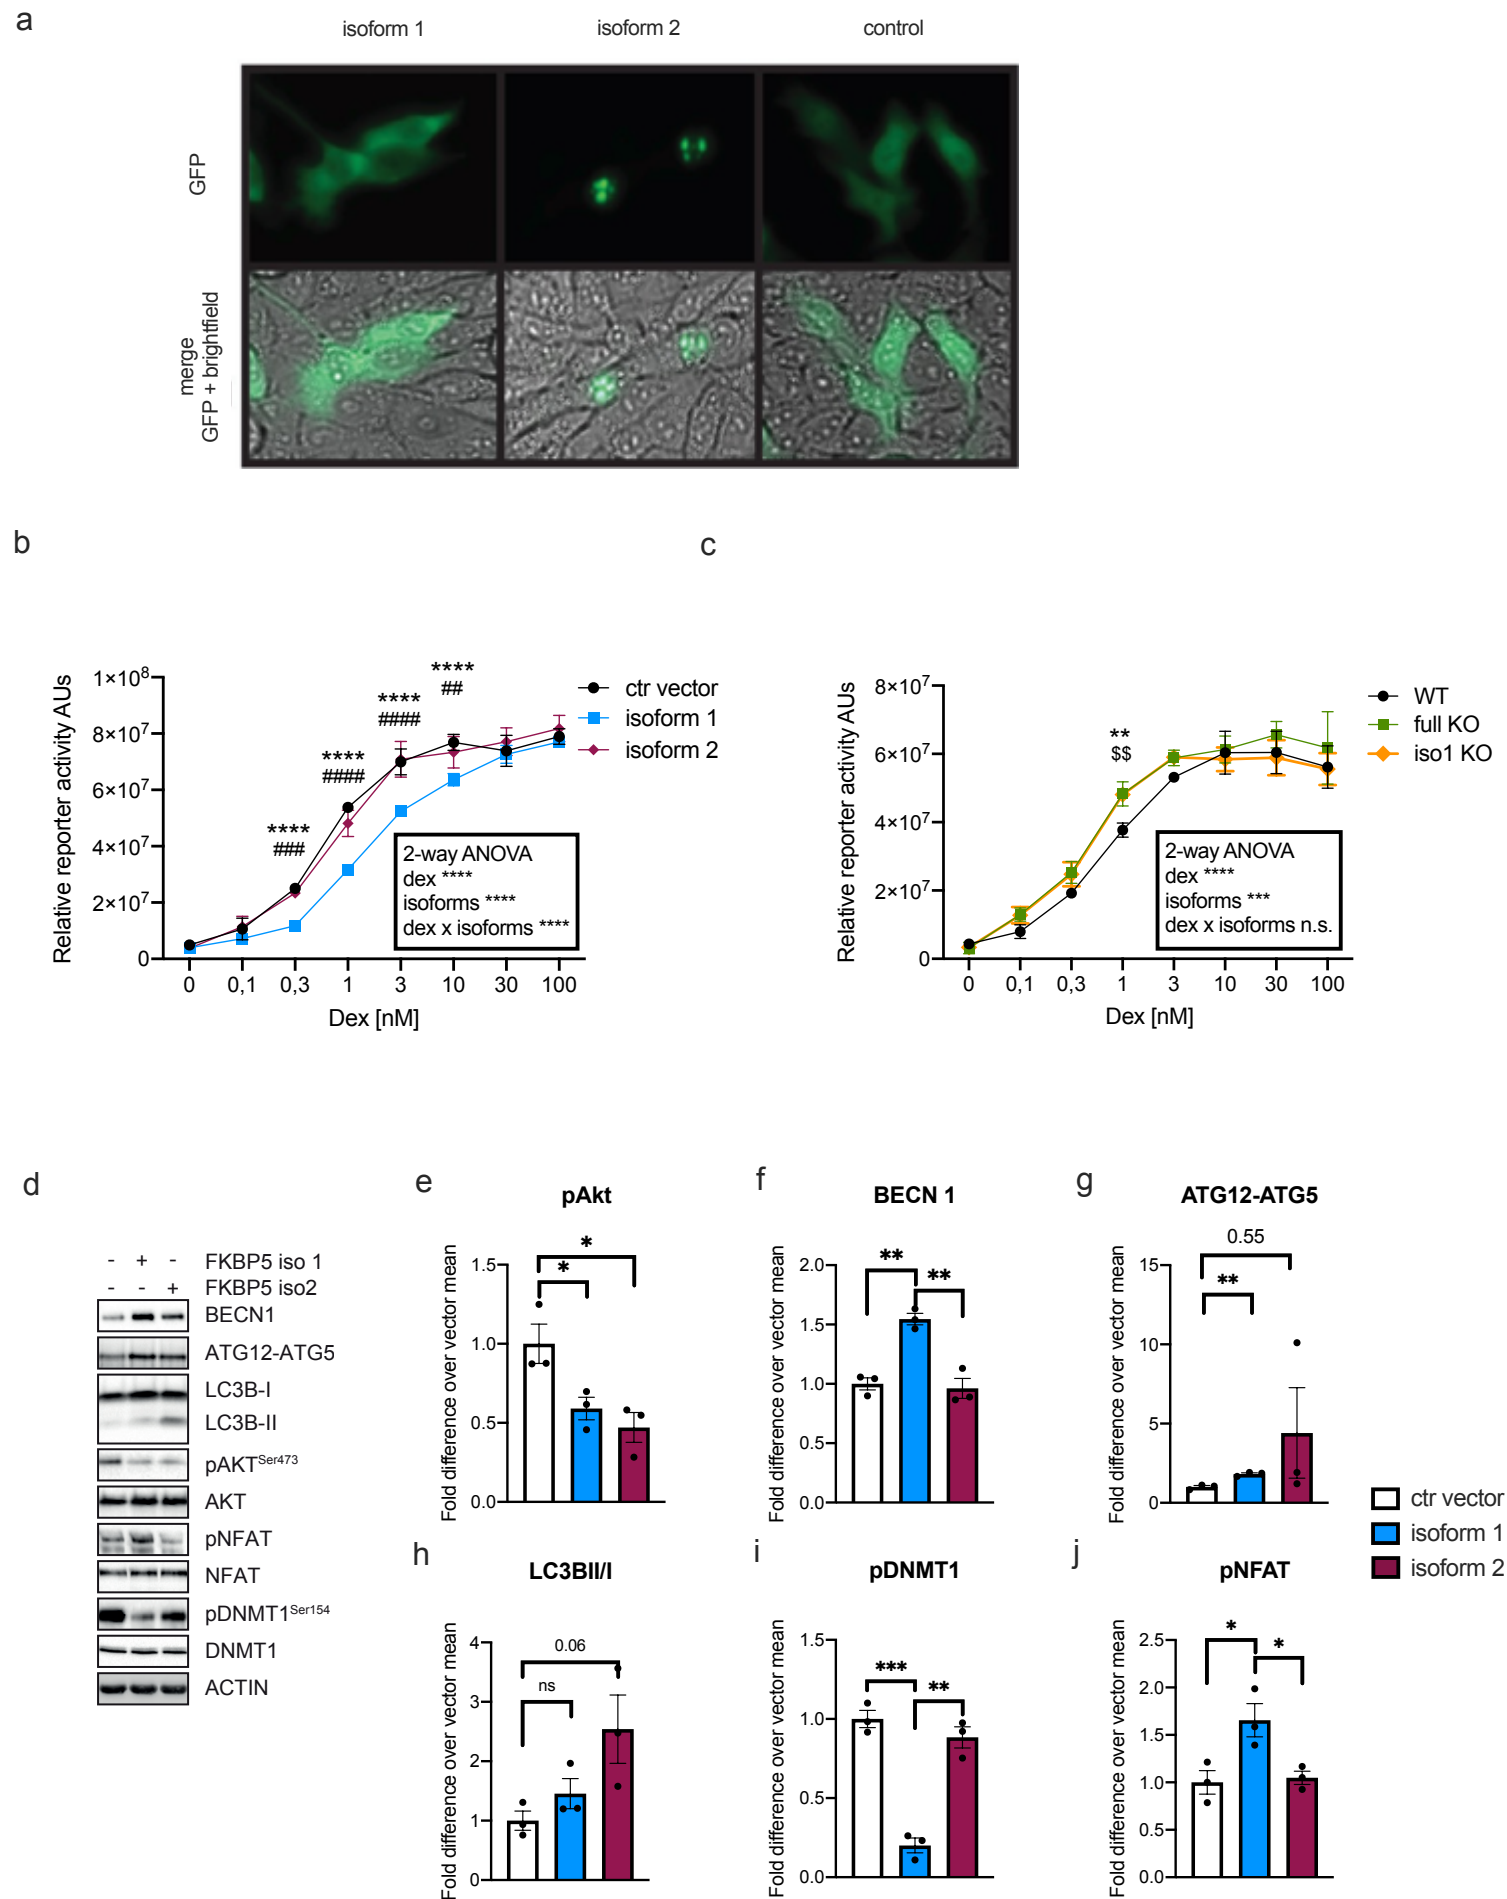 a
isoform 1
isoform 2
control
GFP
merge
GFP + brightfield
b
Relative reporter activity AUs
1×10⁸
8×10⁷
6×10⁷
4×10⁷
2×10⁷
0
****
###
****
####
****
####
****
##
ctr vector
isoform 1
isoform 2
2-way ANOVA
dex ****
isoforms ****
dex x isoforms ****
0 0,1 0,3 1 3 10 30 100
Dex [nM]
c
Relative reporter activity AUs
8×10⁷
6×10⁷
4×10⁷
2×10⁷
0
**
$$
WT
full KO
iso1 KO
2-way ANOVA
dex ****
isoforms ***
dex x isoforms n.s.
0 0,1 0,3 1 3 10 30 100
Dex [nM]
d
- + - FKBP5 iso 1
- - + FKBP5 iso2
BECN1
ATG12-ATG5
LC3B-I
LC3B-II
pAKTSer473
AKT
pNFAT
NFAT
pDNMT1Ser154
DNMT1
ACTIN
e
pAkt
Fold difference over vector mean
1.5
1.0
0.5
0.0
*
*
f
BECN 1
Fold difference over vector mean
2.0
1.5
1.0
0.5
0.0
**
**
g
ATG12-ATG5
Fold difference over vector mean
15
10
5
0
0.55
**
ctr vector
isoform 1
isoform 2
h
LC3BII/I
Fold difference over vector mean
4
3
2
1
0
0.06
ns
i
pDNMT1
Fold difference over vector mean
1.5
1.0
0.5
0.0
***
**
j
pNFAT
Fold difference over vector mean
2.5
2.0
1.5
1.0
0.5
0.0
*
*